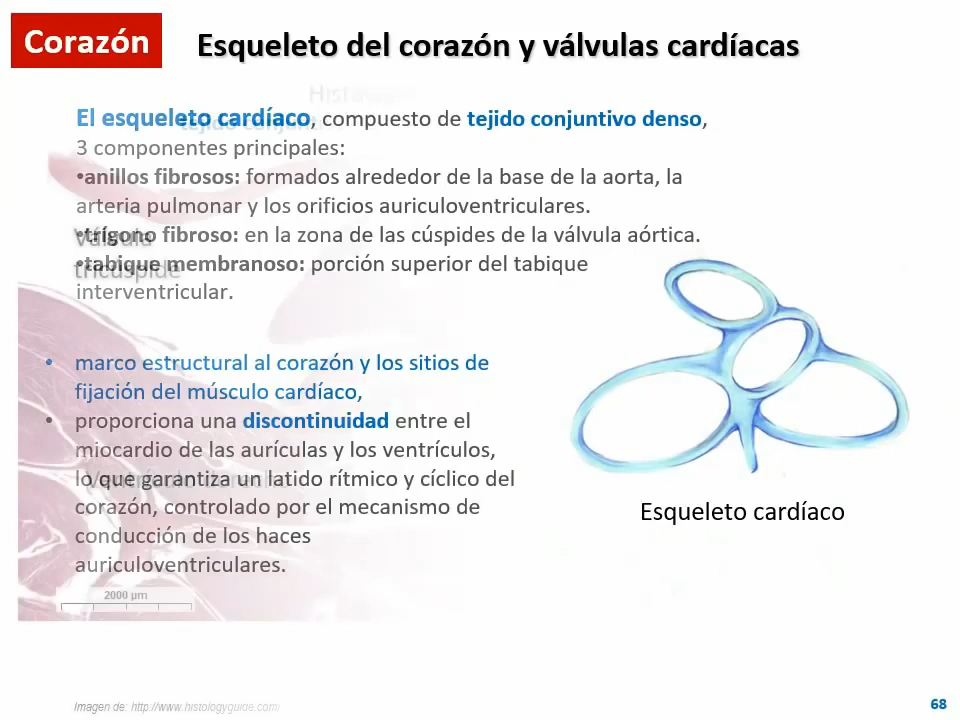 Corazón
Esqueleto del corazón y válvulas cardíacas
El esqueleto cardíaco, compuesto de tejido conjuntivo denso,
3 componentes principales:
•anillos fibrosos: formados alrededor de la base de la aorta, la
arteria pulmonar y los orificios auriculoventriculares.
•trígono fibroso: en la zona de las cúspides de la válvula aórtica.
•tabique membranoso: porción superior del tabique
interventricular.
Válvula
tricúspide
• marco estructural al corazón y los sitios de
fijación del músculo cardíaco,
• proporciona una discontinuidad entre el
miocardio de las aurículas y los ventrículos,
lo que garantiza un latido rítmico y cíclico del
corazón, controlado por el mecanismo de
conducción de los haces
auriculoventriculares.
Esqueleto cardíaco
2000 µm
Imagen de: http://www.histologyguide.com/
68